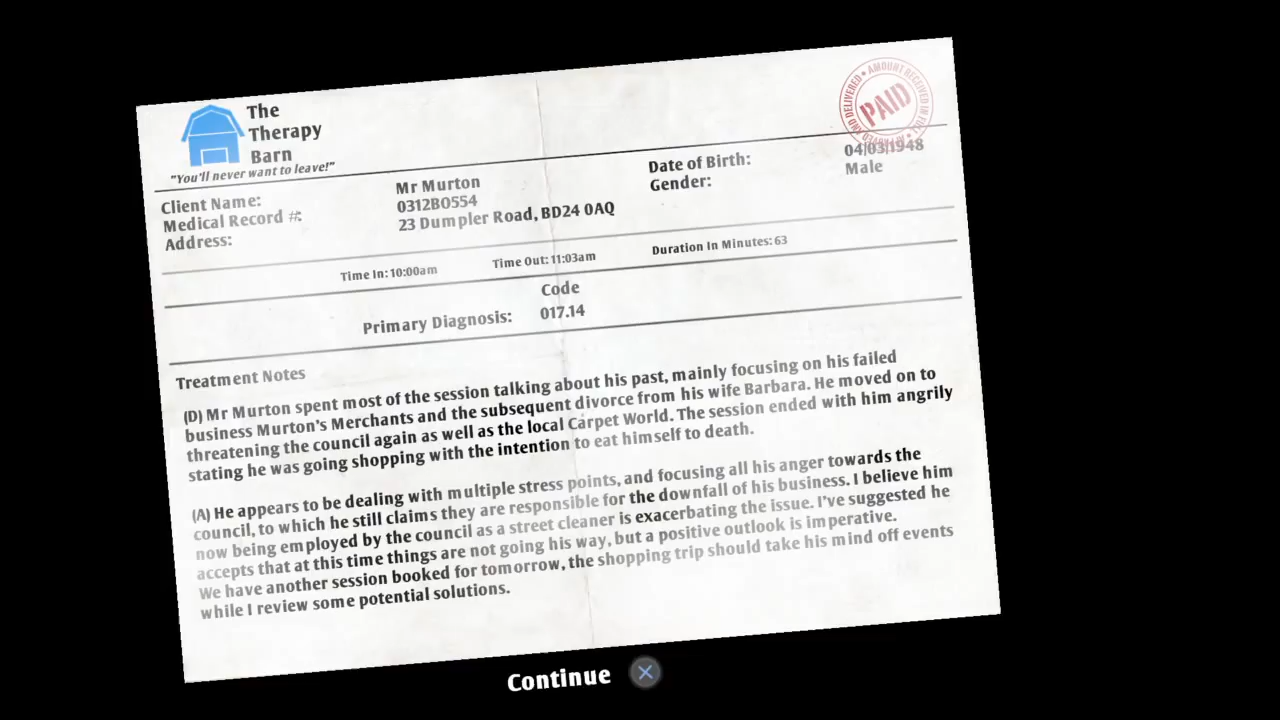 The
Therapy
Barn
"You'll never want to leave!"
AMOUNT RECEIVED IN FULL • APPROVED AND DELIVERED •
PAID
Client Name: Mr Murton Date of Birth: 04/03/1948
Medical Record #: 0312B0554 Gender: Male
Address: 23 Dumpler Road, BD24 0AQ
Time In: 10:00am Time Out: 11:03am Duration In Minutes: 63
Code
Primary Diagnosis: 017.14
Treatment Notes
(D) Mr Murton spent most of the session talking about his past, mainly focusing on his failed
business Murton's Merchants and the subsequent divorce from his wife Barbara. He moved on to
threatening the council again as well as the local Carpet World. The session ended with him angrily
stating he was going shopping with the intention to eat himself to death.
(A) He appears to be dealing with multiple stress points, and focusing all his anger towards the
council, to which he still claims they are responsible for the downfall of his business. I believe him
now being employed by the council as a street cleaner is exacerbating the issue. I've suggested he
accepts that at this time things are not going his way, but a positive outlook is imperative.
We have another session booked for tomorrow, the shopping trip should take his mind off events
while I review some potential solutions.
Continue